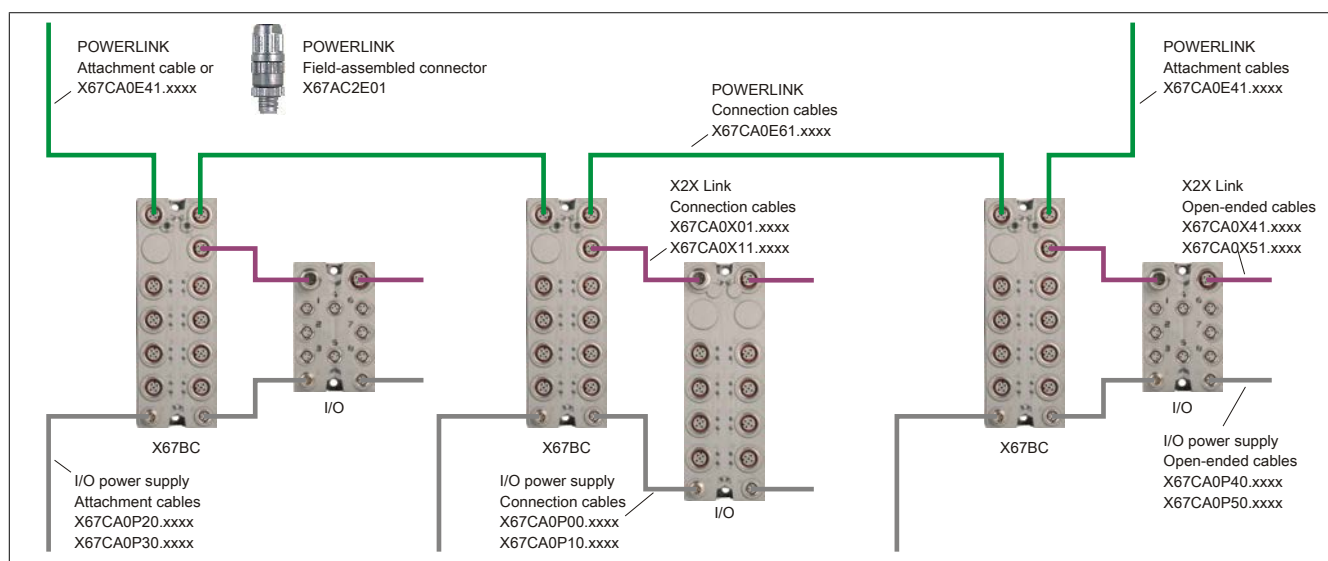 POWERLINK
Attachment cable or
X67CA0E41.xxxx
POWERLINK
Field-assembled connector
X67AC2E01
POWERLINK
Connection cables
X67CA0E61.xxxx
POWERLINK
Attachment cables
X67CA0E41.xxxx
X2X Link
Connection cables
X67CA0X01.xxxx
X67CA0X11.xxxx
X2X Link
Open-ended cables
X67CA0X41.xxxx
X67CA0X51.xxxx
I/O
X67BC
I/O power supply
Attachment cables
X67CA0P20.xxxx
X67CA0P30.xxxx
X67BC
I/O power supply
Connection cables
X67CA0P00.xxxx
X67CA0P10.xxxx
I/O
X67BC
I/O
I/O power supply
Open-ended cables
X67CA0P40.xxxx
X67CA0P50.xxxx